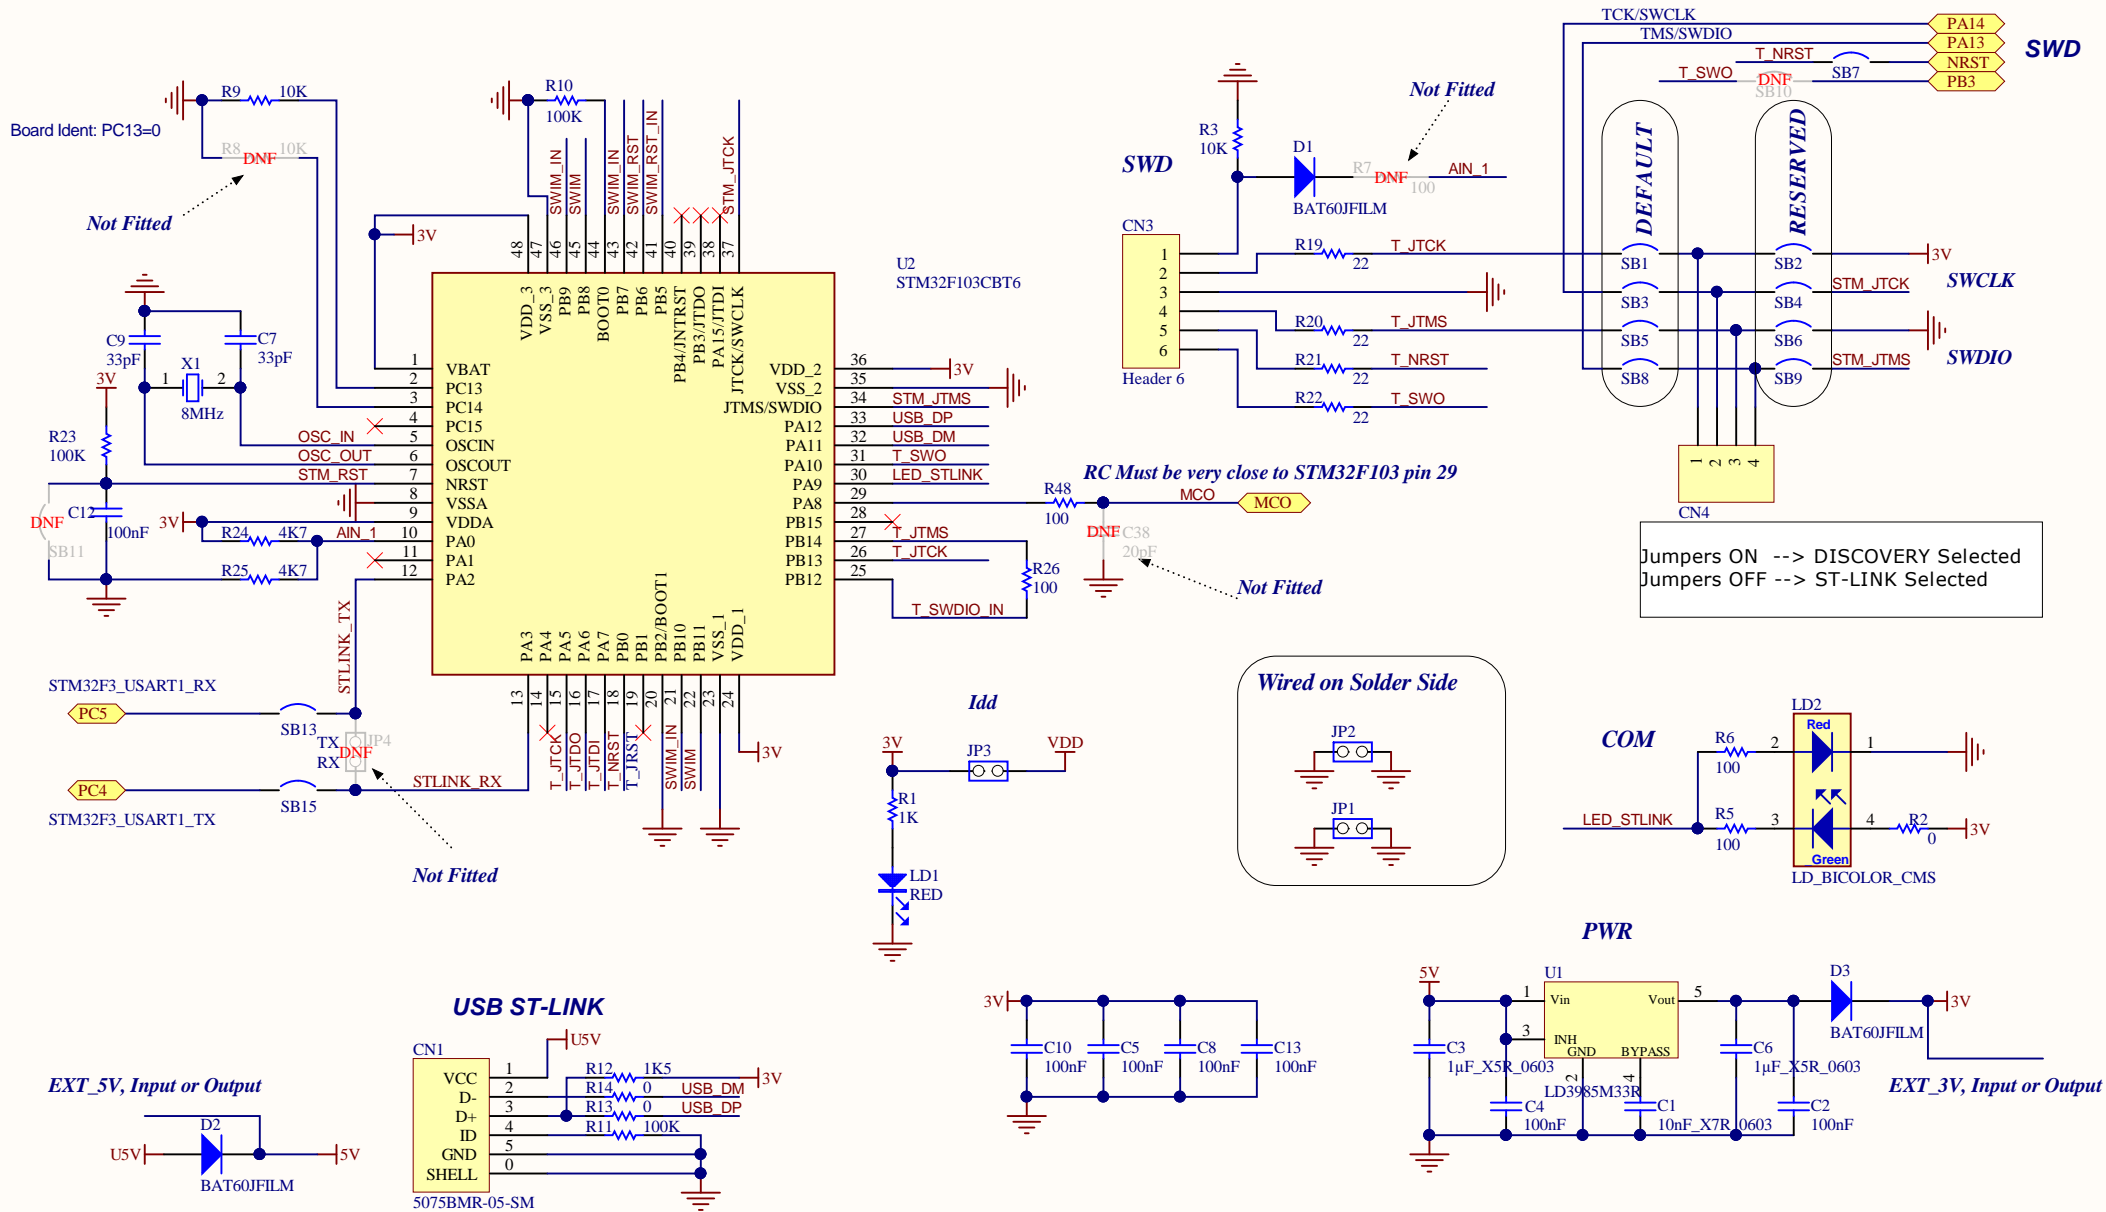 TCK/SWCLK
PA14
TMS/SWDIO
PA13
SWD
T_NRST
SB7
NRST
T_SWO
DNF
SB10
PB3
R9
10K
Board Ident: PC13=0
R8
DNF
10K
Not Fitted
R10
100K
SWIM_IN
SWIM
SWIM_IN
SWIM_RST
SWIM_RST_IN
STM_JTCK
3V
48
47
46
45
44
43
42
41
40
39
38
37
U2
STM32F103CBT6
VDD_3
VSS_3
PB9
PB8
BOOT0
PB7
PB6
PB5
PB4/JNTRST
PB3/JTDO
PA15/JTDI
JTCK/SWCLK
1
VBAT
2
PC13
3
PC14
4
PC15
5
OSCIN
6
OSCOUT
7
NRST
8
VSSA
9
VDDA
10
PA0
11
PA1
12
PA2
VDD_2
36
3V
VSS_2
35
JTMS/SWDIO
34
STM_JTMS
PA12
33
USB_DP
PA11
32
USB_DM
PA10
31
T_SWO
PA9
30
LED_STLINK
PA8
29
PB15
28
PB14
27
T_JTMS
PB13
26
T_JTCK
PB12
25
T_SWDIO_IN
R26
100
PA3
PA4
PA5
PA6
PA7
PB0
PB1
PB2/BOOT1
PB10
PB11
VSS_1
VDD_1
13
14
15
16
17
18
19
20
21
22
23
24
T_JTCK
T_JTDO
T_JTDI
T_NRST
T_JRST
SWIM_IN
SWIM
3V
C9
33pF
C7
33pF
X1
1
2
8MHz
3V
R23
100K
OSC_IN
OSC_OUT
STM_RST
DNF
SB11
C12
100nF
3V
R24
4K7
AIN_1
R25
4K7
STLINK_TX
STM32F3_USART1_RX
PC5
SB13
TX
RX
DNF
JP4
PC4
SB15
STLINK_RX
STM32F3_USART1_TX
Not Fitted
SWD
R3
10K
D1
BAT60JFILM
R7
DNF
100
AIN_1
Not Fitted
CN3
1
2
3
4
5
6
Header 6
R19
22
T_JTCK
R20
22
T_JTMS
R21
22
T_NRST
R22
22
T_SWO
DEFAULT
RESERVED
SB1
SB2
3V
SB3
SB4
STM_JTCK
SWCLK
SB5
SB6
SB8
SB9
STM_JTMS
SWDIO
1
2
3
4
CN4
Jumpers ON --> DISCOVERY Selected
Jumpers OFF --> ST-LINK Selected
RC Must be very close to STM32F103 pin 29
R48
100
MCO
MCO
DNF
C38
20pF
Not Fitted
Idd
3V
JP3
VDD
R1
1K
LD1
RED
Wired on Solder Side
JP2
JP1
COM
LD2
Red
R6
100
2
1
LED_STLINK
R5
100
3
4
R2
0
3V
Green
LD_BICOLOR_CMS
PWR
5V
U1
1
Vin
Vout
5
3
INH
GND
BYPASS
2
4
LD3985M33R
D3
BAT60JFILM
3V
C3
1µF_X5R_0603
C4
100nF
C1
10nF_X7R_0603
C6
1µF_X5R_0603
C2
100nF
EXT_3V, Input or Output
3V
C10
100nF
C5
100nF
C8
100nF
C13
100nF
USB ST-LINK
CN1
U5V
VCC
1
D-
2
D+
3
ID
4
GND
5
SHELL
0
5075BMR-05-SM
R12
1K5
3V
R14
0
USB_DM
R13
0
USB_DP
R11
100K
EXT_5V, Input or Output
D2
U5V
5V
BAT60JFILM